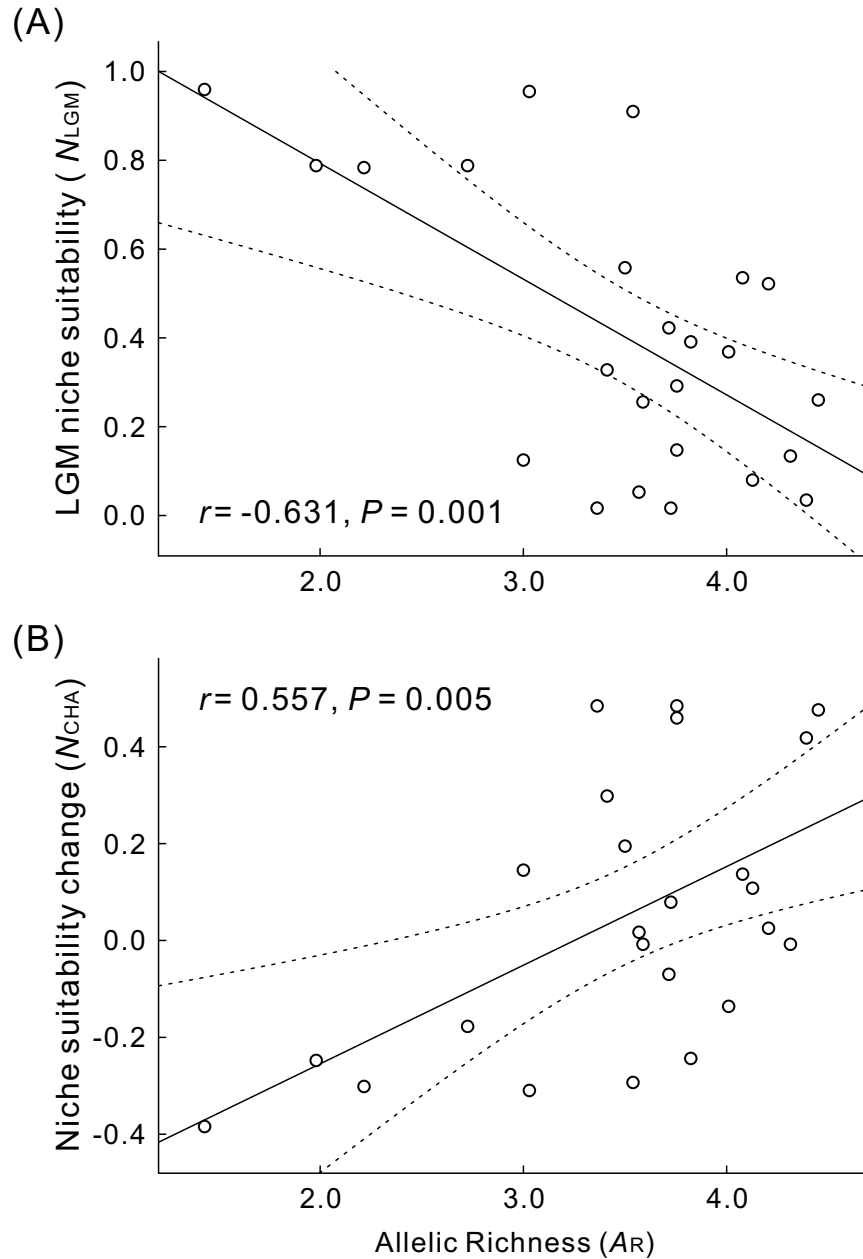 (A)
LGM niche suitability ( NLGM)
1.0
0.8
0.6
0.4
0.2
0.0
r= -0.631, P = 0.001
2.0 3.0 4.0
(B)
Niche suitability change (NCHA)
r= 0.557, P = 0.005
0.4
0.2
0.0
-0.2
-0.4
2.0 3.0 4.0
Allelic Richness (AR)